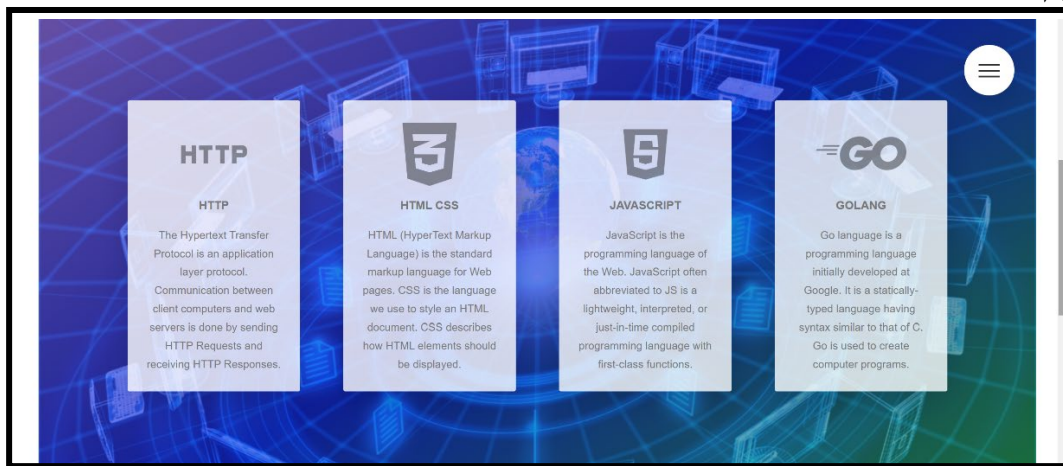 HTTP
HTTP
The Hypertext Transfer
Protocol is an application
layer protocol.
Communication between
client computers and web
servers is done by sending
HTTP Requests and
receiving HTTP Responses.
3
HTML CSS
HTML (HyperText Markup
Language) is the standard
markup language for Web
pages. CSS is the language
we use to style an HTML
document. CSS describes
how HTML elements should
be displayed.
5
JAVASCRIPT
JavaScript is the
programming language of
the Web. JavaScript often
abbreviated to JS is a
lightweight, interpreted, or
just-in-time compiled
programming language with
first-class functions.
GO
GOLANG
Go language is a
programming language
initially developed at
Google. It is a statically-
typed language having
syntax similar to that of C.
Go is used to create
computer programs.